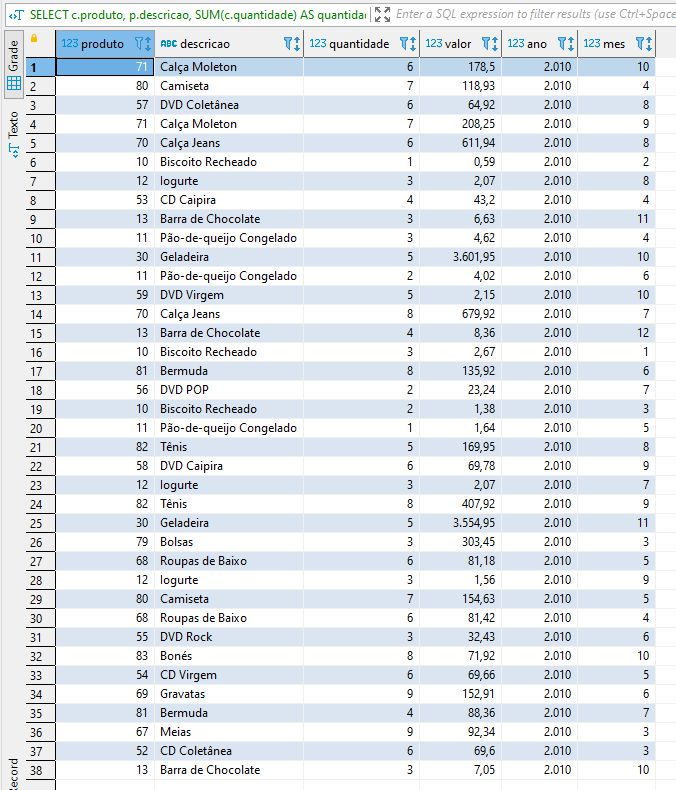 SELECT c.produto, p.descricao, SUM(c.quantidade) AS quantidad Enter a SQL expression to filter results (use Ctrl+Space
Grade
Texto
Record
123 produto ABC descricao 123 quantidade 123 valor 123 ano 123 mes
1 71 Calça Moleton 6 178,5 2.010 10
2 80 Camiseta 7 118,93 2.010 4
3 57 DVD Coletânea 6 64,92 2.010 8
4 71 Calça Moleton 7 208,25 2.010 9
5 70 Calça Jeans 6 611,94 2.010 8
6 10 Biscoito Recheado 1 0,59 2.010 2
7 12 Iogurte 3 2,07 2.010 8
8 53 CD Caipira 4 43,2 2.010 4
9 13 Barra de Chocolate 3 6,63 2.010 11
10 11 Pão-de-queijo Congelado 3 4,62 2.010 4
11 30 Geladeira 5 3.601,95 2.010 10
12 11 Pão-de-queijo Congelado 2 4,02 2.010 6
13 59 DVD Virgem 5 2,15 2.010 10
14 70 Calça Jeans 8 679,92 2.010 7
15 13 Barra de Chocolate 4 8,36 2.010 12
16 10 Biscoito Recheado 3 2,67 2.010 1
17 81 Bermuda 8 135,92 2.010 6
18 56 DVD POP 2 23,24 2.010 7
19 10 Biscoito Recheado 2 1,38 2.010 3
20 11 Pão-de-queijo Congelado 1 1,64 2.010 5
21 82 Tênis 5 169,95 2.010 8
22 58 DVD Caipira 6 69,78 2.010 9
23 12 Iogurte 3 2,07 2.010 7
24 82 Tênis 8 407,92 2.010 9
25 30 Geladeira 5 3.554,95 2.010 11
26 79 Bolsas 3 303,45 2.010 3
27 68 Roupas de Baixo 6 81,18 2.010 5
28 12 Iogurte 3 1,56 2.010 9
29 80 Camiseta 7 154,63 2.010 5
30 68 Roupas de Baixo 6 81,42 2.010 4
31 55 DVD Rock 3 32,43 2.010 6
32 83 Bonés 8 71,92 2.010 10
33 54 CD Virgem 6 69,66 2.010 5
34 69 Gravatas 9 152,91 2.010 6
35 81 Bermuda 4 88,36 2.010 7
36 67 Meias 9 92,34 2.010 3
37 52 CD Coletânea 6 69,6 2.010 3
38 13 Barra de Chocolate 3 7,05 2.010 10